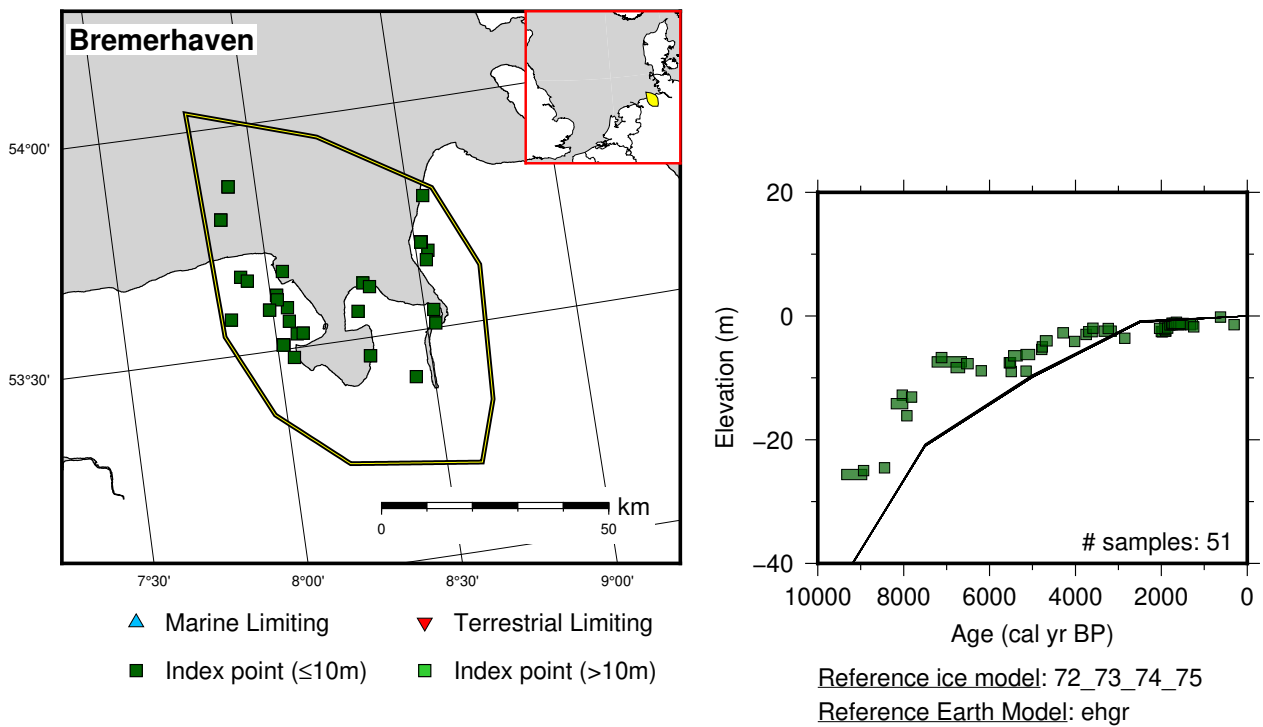 Bremerhaven
54°00'
53°30'
km
0 50
7°30' 8°00' 8°30' 9°00'
Marine Limiting
Terrestrial Limiting
Index point (≤10m)
Index point (>10m)
20
0
−20
−40
Elevation (m)
# samples: 51
10000 8000 6000 4000 2000 0
Age (cal yr BP)
Reference ice model: 72_73_74_75
Reference Earth Model: ehgr